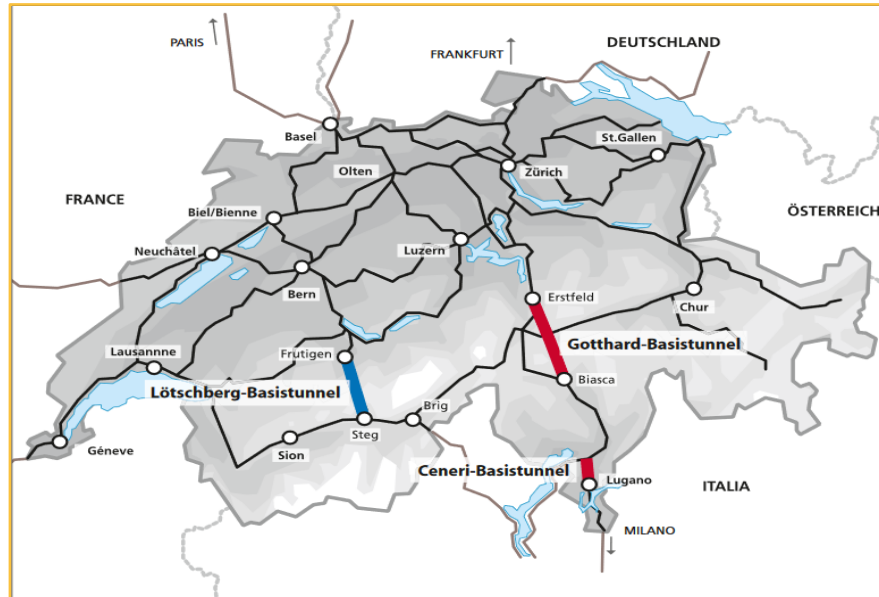 PARIS
FRANKFURT
DEUTSCHLAND
Basel
St.Gallen
Olten
Zürich
FRANCE
Biel/Bienne
ÖSTERREICH
Neuchâtel
Luzern
Bern
Erstfeld
Chur
Gotthard-Basistunnel
Frutigen
Lausannne
Biasca
Lötschberg-Basistunnel
Brig
Steg
Sion
Géneve
Ceneri-Basistunnel
Lugano
ITALIA
MILANO